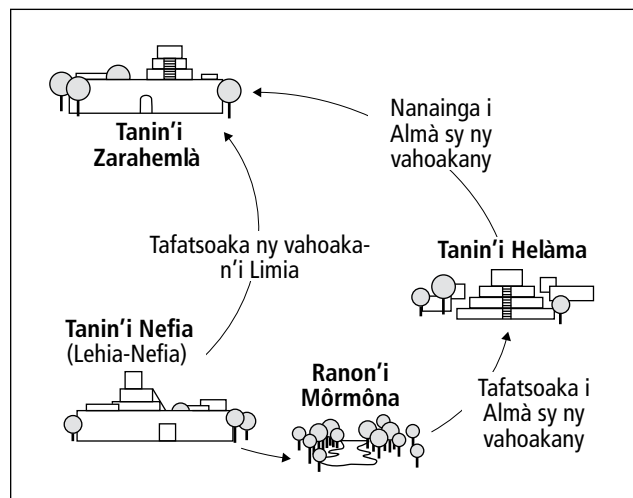 Tanin'i
Zarahemlà
Nanainga i
Almà sy ny
vahoakany
Tafatsoaka ny vahoaka-
n'i Limia
Tanin'i Helàma
Tanin'i Nefia
(Lehia-Nefia)
Ranon'i
Môrmôna
Tafatsoaka i
Almà sy ny
vahoakany